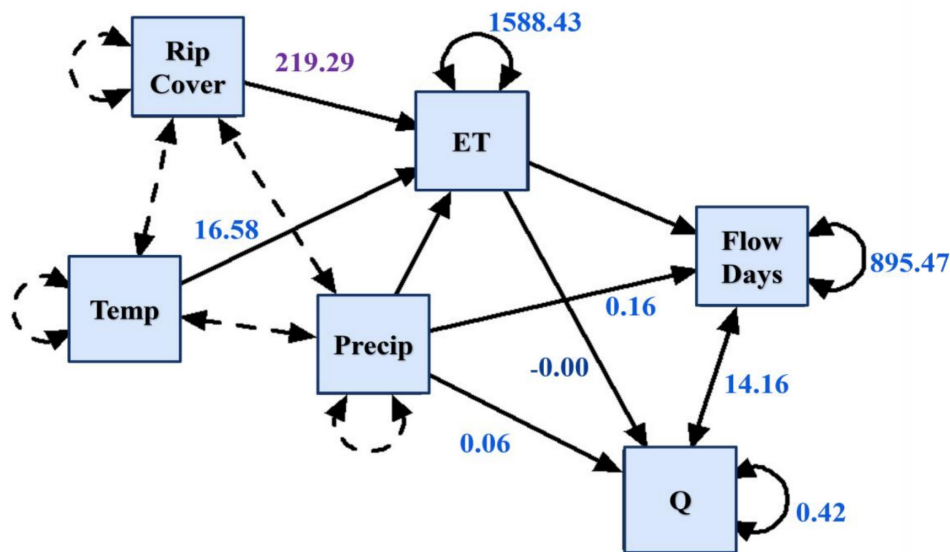 1588.43
Rip
Cover
219.29
ET
16.58
Flow
Days
895.47
Temp
0.16
Precip
-0.00
14.16
0.06
Q
0.42